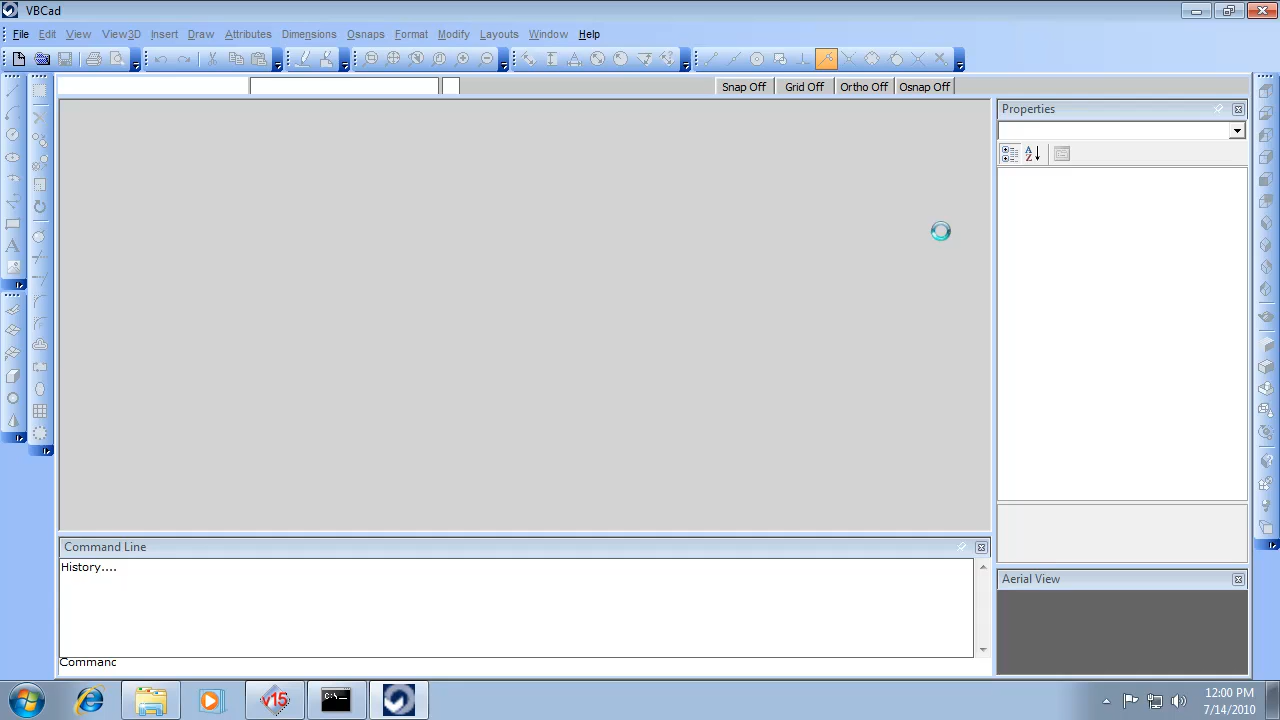 VBCad
File Edit View View3D Insert Draw Attributes Dimensions Osnaps Format Modify Layouts Window Help
Snap Off Grid Off Ortho Off Osnap Off
Properties
A
Z
A
Command Line
History....
Commanc
Aerial View
v15
C:\
12:00 PM
7/14/2010